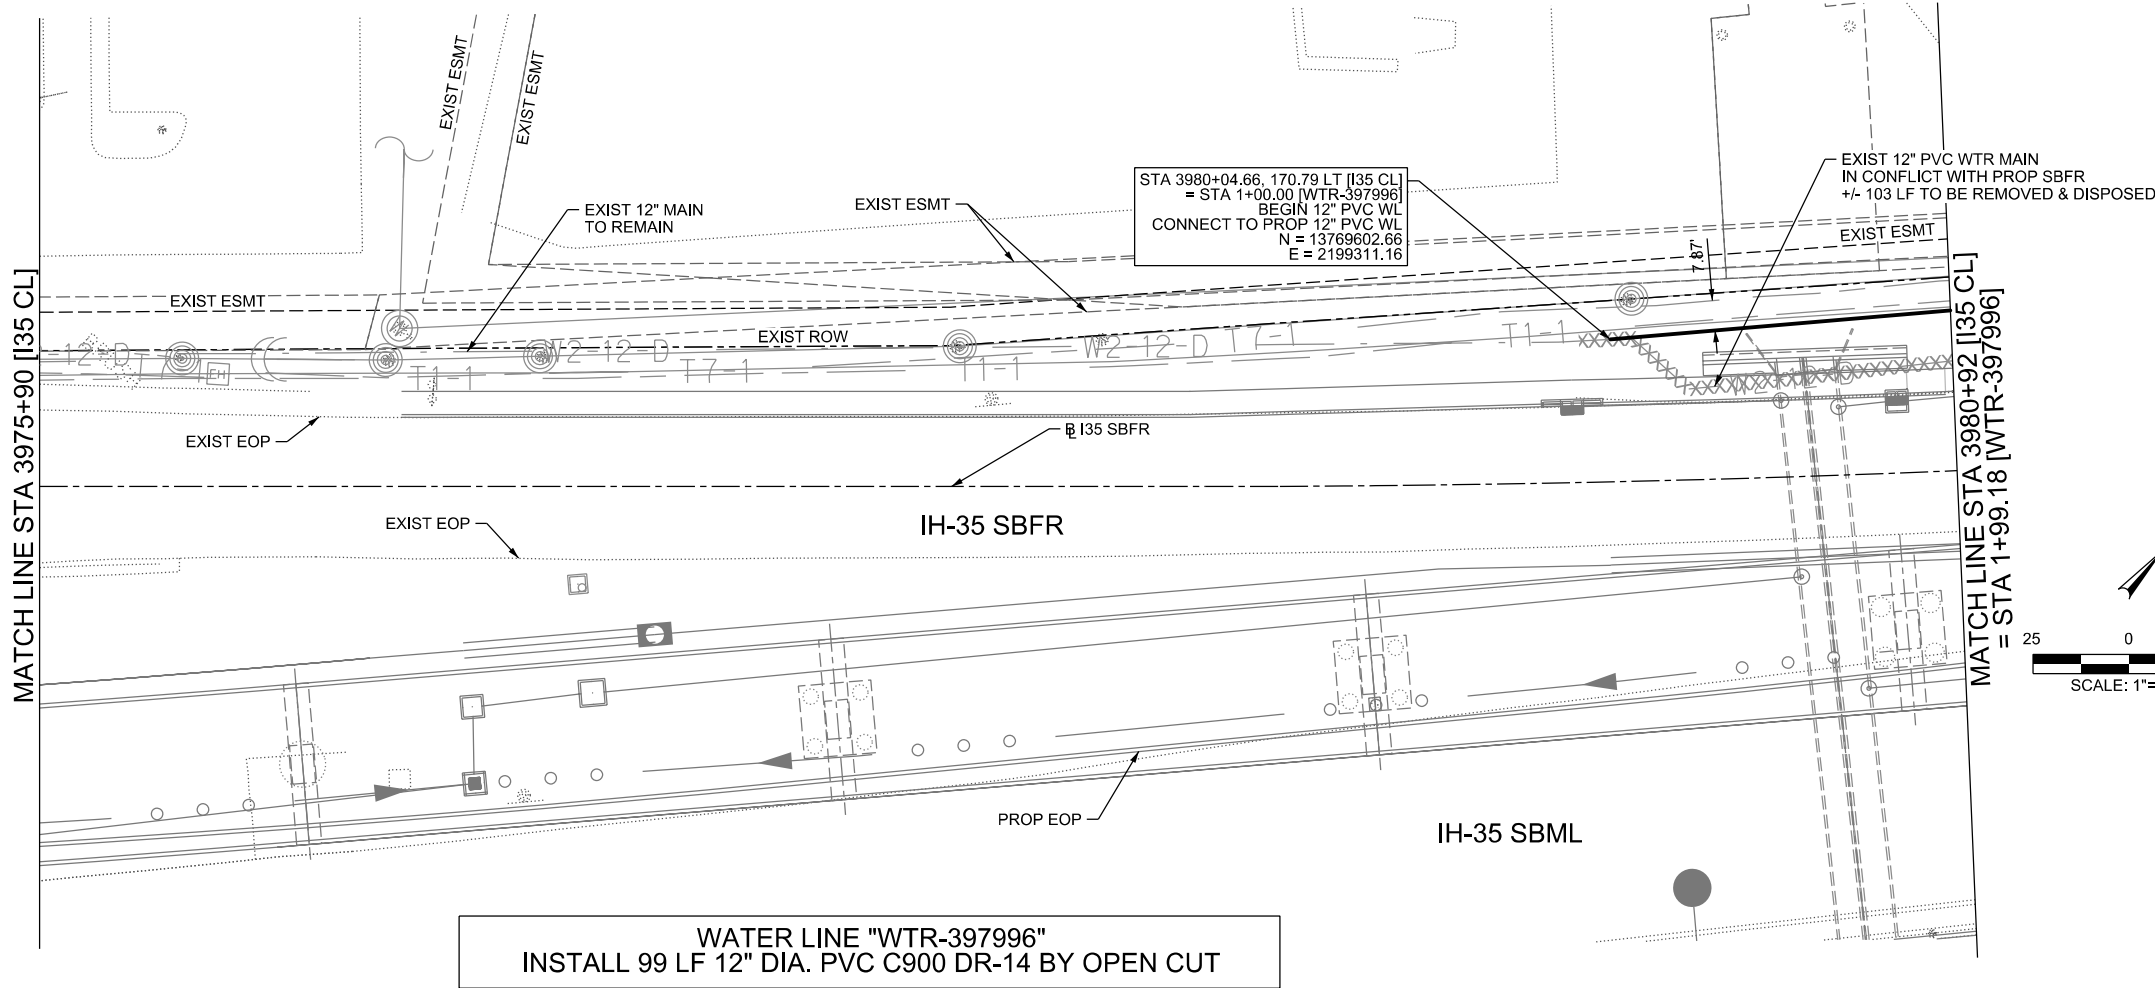 EXIST ESMT
EXIST ESMT
STA 3980+04.66, 170.79 LT [I35 CL]
= STA 1+00.00 [WTR-397996]
BEGIN 12" PVC WL
CONNECT TO PROP 12" PVC WL
N = 13769602.66
E = 2199311.16
EXIST 12" PVC WTR MAIN
IN CONFLICT WITH PROP SBFR
+/- 103 LF TO BE REMOVED & DISPOSED
EXIST 12" MAIN
TO REMAIN
EXIST ESMT
EXIST ESMT
7.87'
EXIST ESMT
EXIST ROW
W2-12-D
T7-1
T1-1
W2-12-D
T7-1
T1-1
EH
T1-1
T7-1
MATCH LINE STA 3975+90 [I35 CL]
MATCH LINE STA 3980+92 [I35 CL]
= STA 1+99.18 [WTR-397996]
EXIST EOP
BL I35 SBFR
EXIST EOP
IH-35 SBFR
25 0
SCALE: 1"=
PROP EOP
IH-35 SBML
WATER LINE "WTR-397996"
INSTALL 99 LF 12" DIA. PVC C900 DR-14 BY OPEN CUT